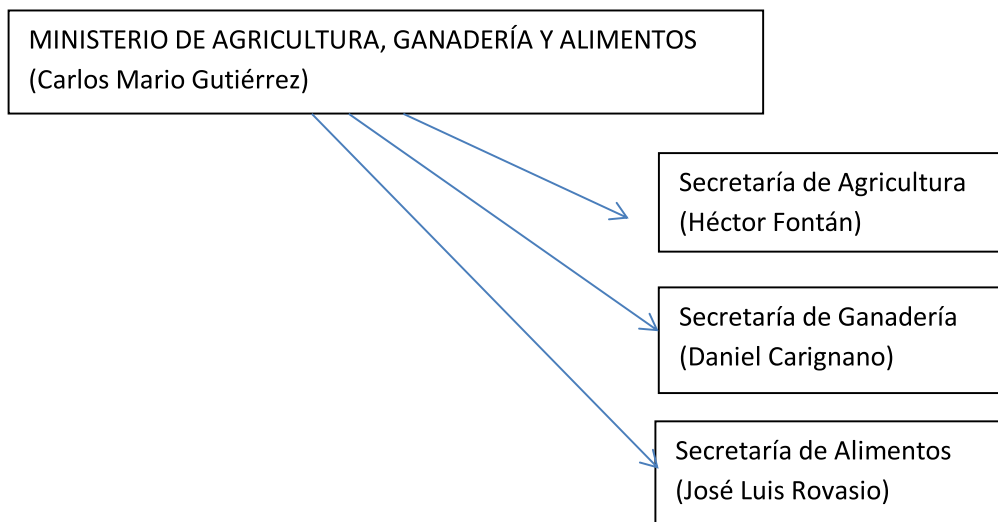 MINISTERIO DE AGRICULTURA, GANADERÍA Y ALIMENTOS
(Carlos Mario Gutiérrez)
Secretaría de Agricultura
(Héctor Fontán)
Secretaría de Ganadería
(Daniel Carignano)
Secretaría de Alimentos
(José Luis Rovasio)